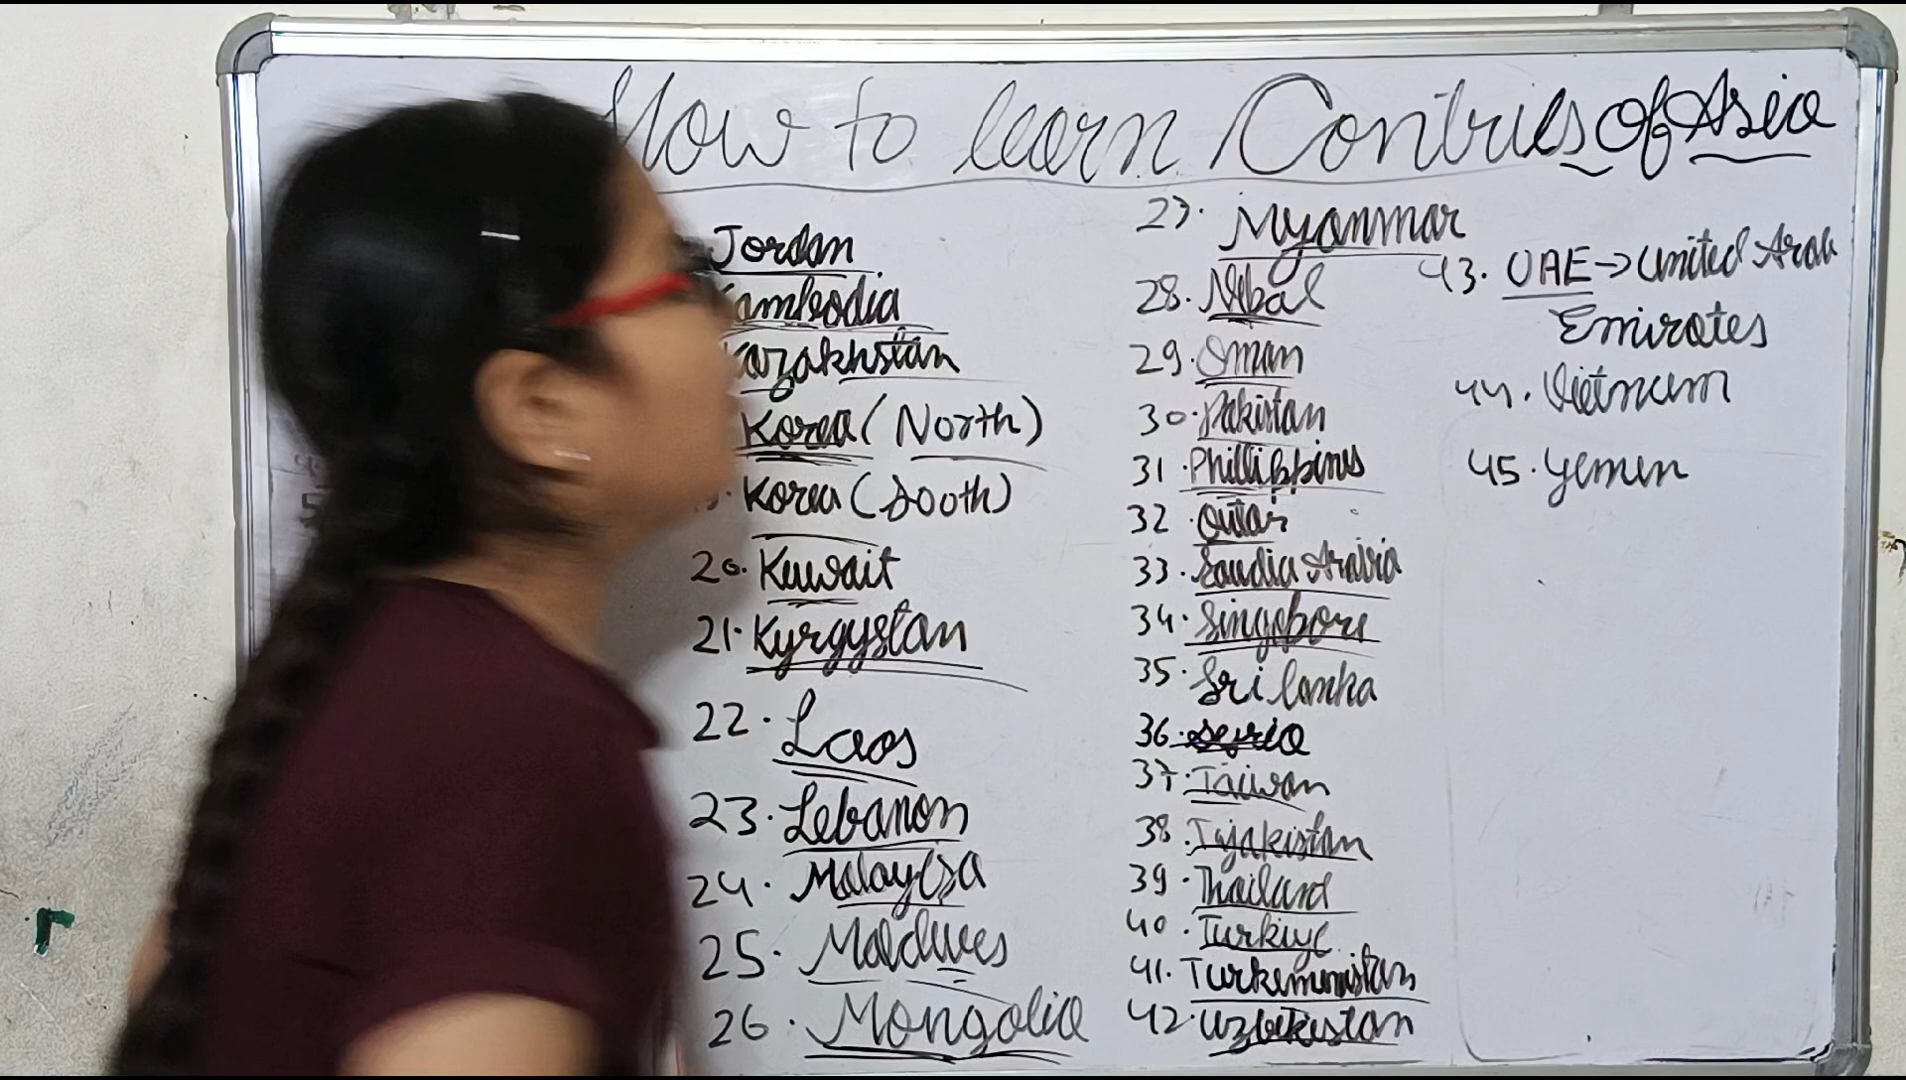 How to learn Contries of Asia
Jordan
Cambodia
Kazakhstan
Korea (North)
Korea (South)
20. Kuwait
21. Kyrgystan
22. Laos
23. Lebanon
24. Malaysia
25. Maldives
26. Mongolia
27. Myanmar
28. Nepal
29. Oman
30. Pakistan
31. Phillippines
32. Qatar
33. Saudia Arabia
34. Singapore
35. Sri lanka
36. Syria
37. Taiwan
38. Tajakistan
39. Thailand
40. Turkiye
41. Turkeministan
42. Uzbekistan
43. UAE → United Arab
Emirates
44. Vietnam
45. Yemen